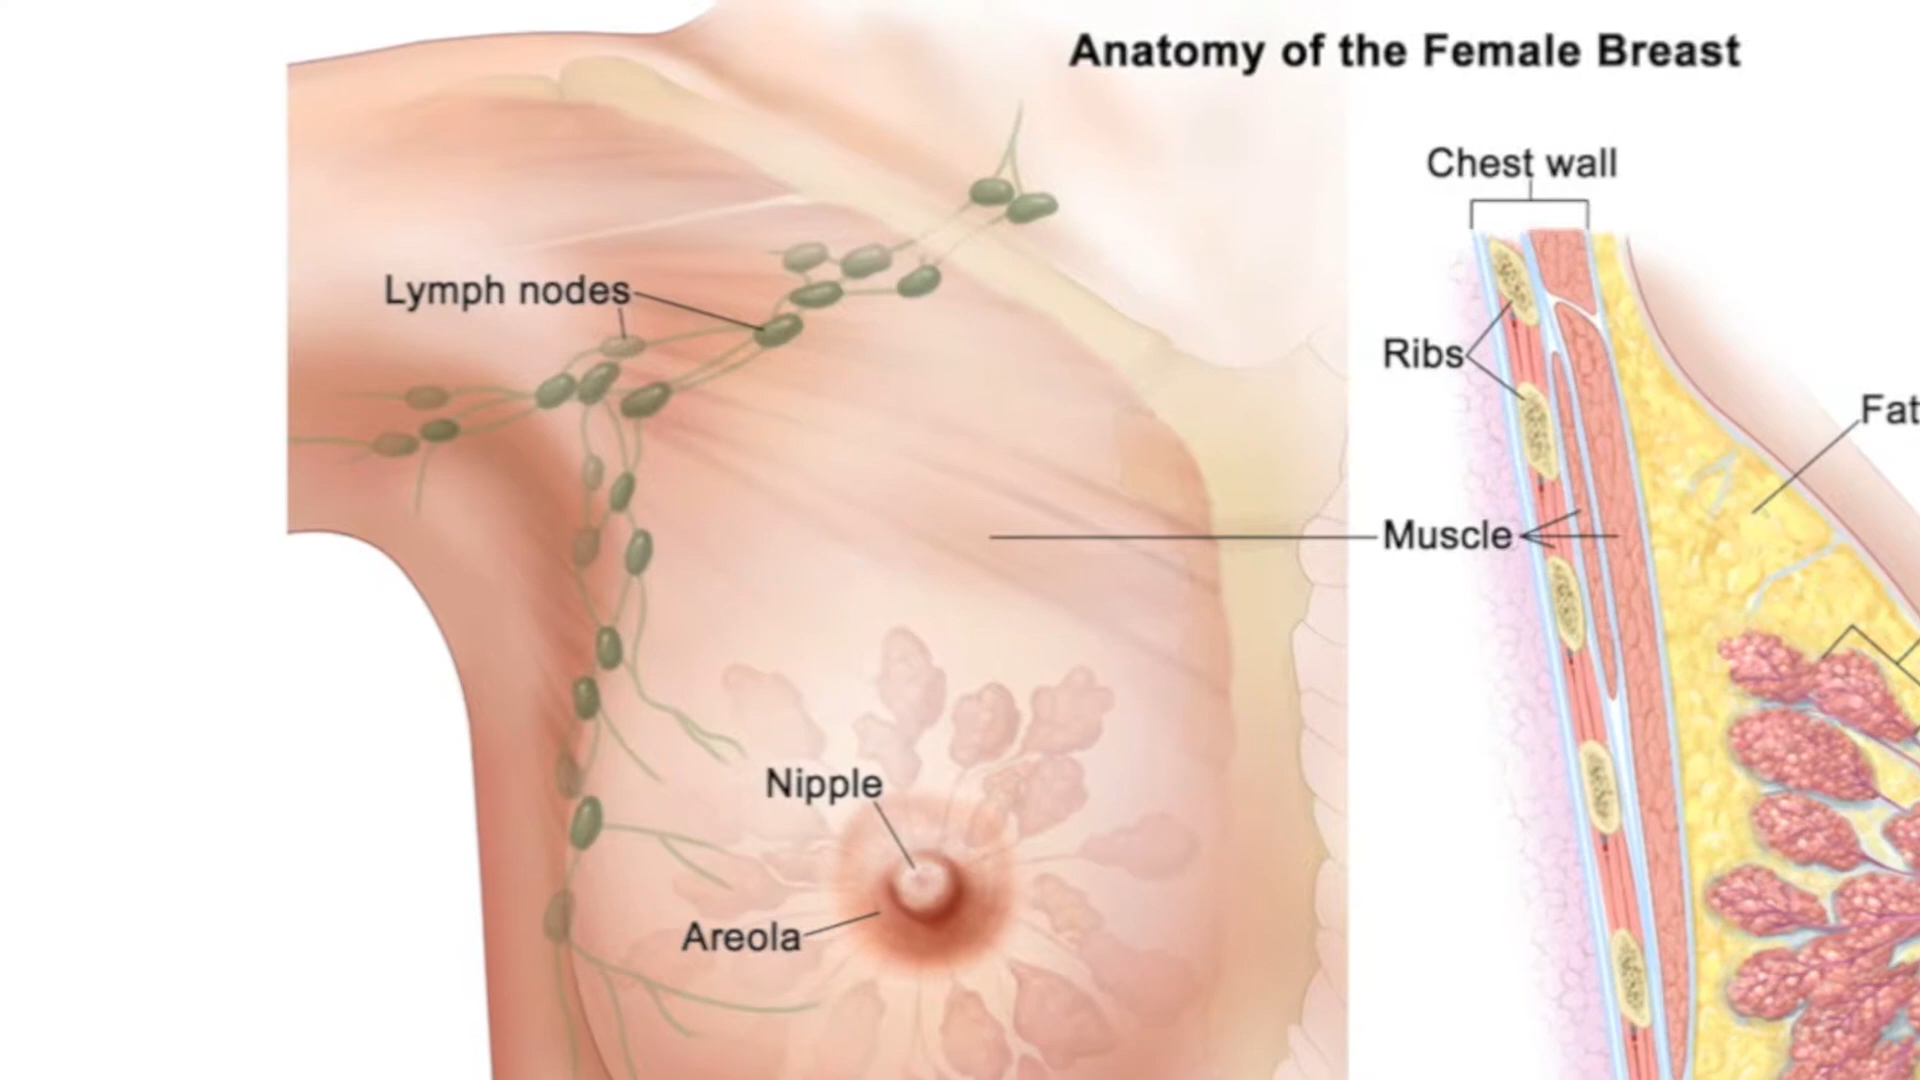 Anatomy of the Female Breast
Chest wall
Lymph nodes
Ribs
Fat
Muscle
Nipple
Areola